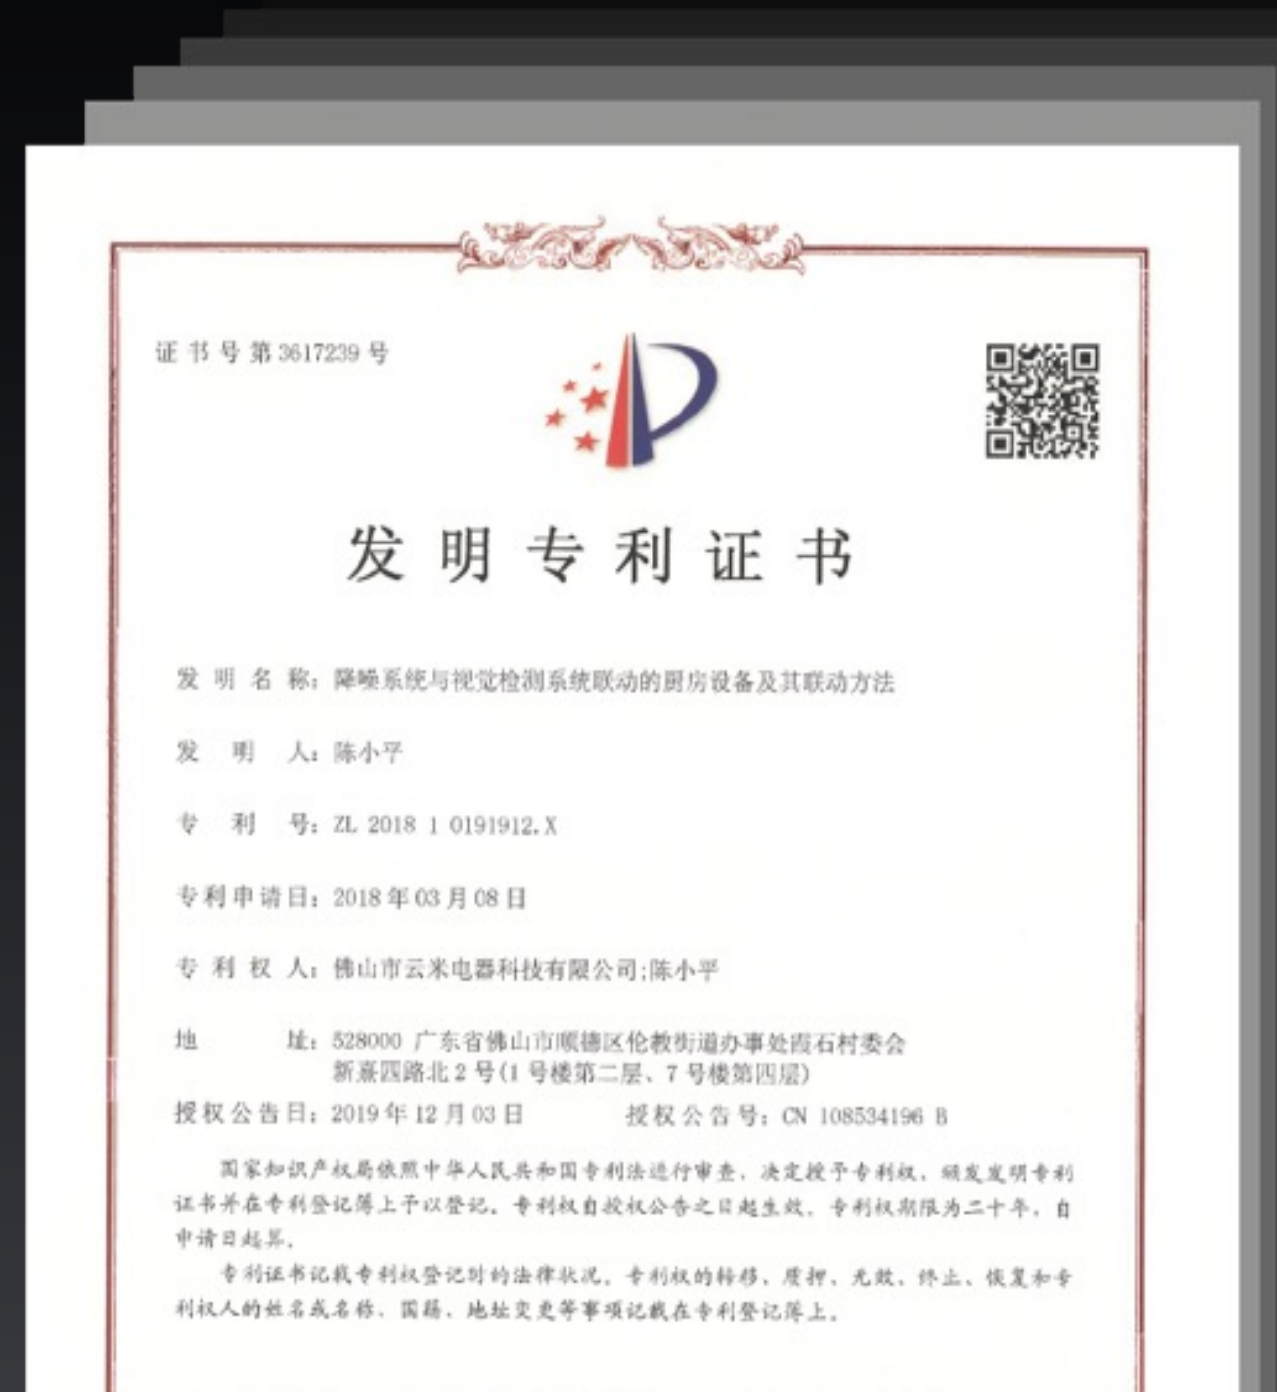 证书号第3617239号
发明专利证书
发明名称：降噪系统与视觉检测系统联动的厨房设备及其联动方法
发明人：陈小平
专利号：ZL 2018 1 0191912.X
专利申请日：2018年03月08日
专利权人：佛山市云米电器科技有限公司;陈小平
地址：528000 广东省佛山市顺德区伦教街道办事处霞石村委会
新熹四路北2号(1号楼第二层、7号楼第四层)
授权公告日：2019年12月03日 授权公告号：CN 108534196 B
国家知识产权局依照中华人民共和国专利法进行审查，决定授予专利权，颁发发明专利
证书并在专利登记簿上予以登记。专利权自授权公告之日起生效。专利权期限为二十年，自
申请日起算。
专利证书记载专利权登记时的法律状况。专利权的转移、质押、无效、终止、恢复和专
利权人的姓名或名称、国籍、地址变更等事项记载在专利登记簿上。